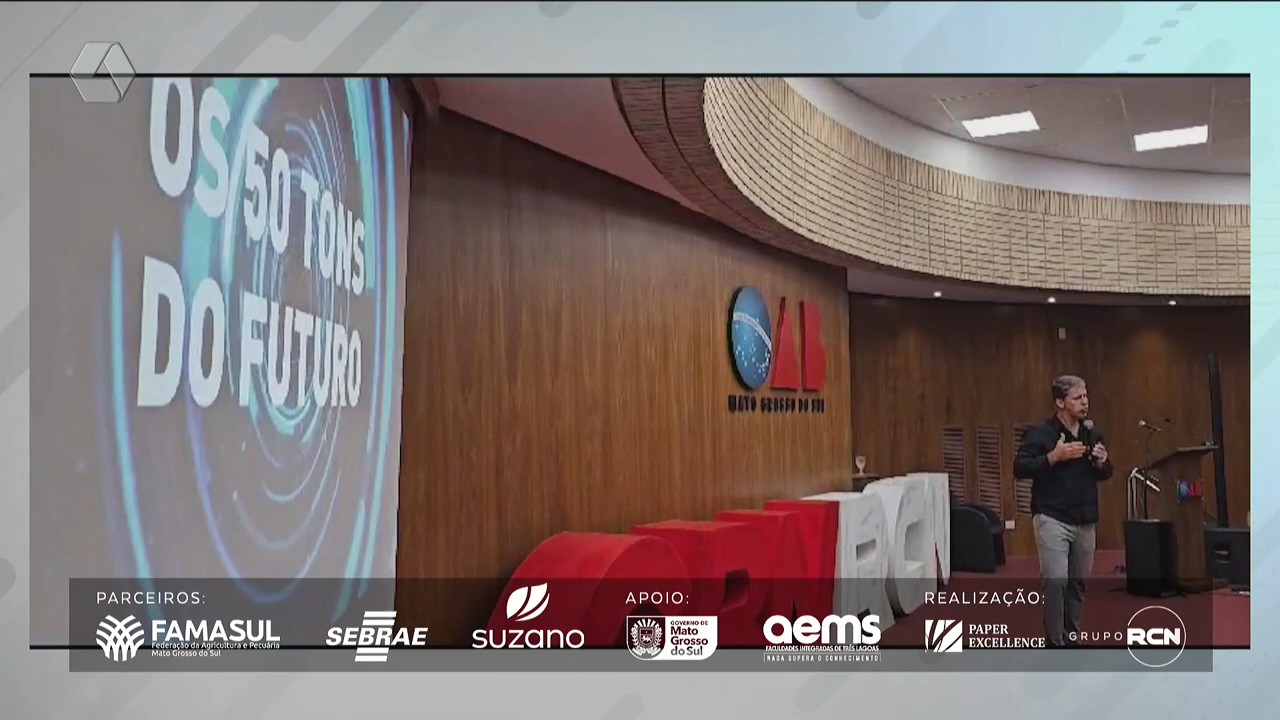 OS 50 TONS
DO FUTURO
OAB
MATO GROSSO DO SUL
PARCEIROS:
FAMASUL
Federação da Agricultura e Pecuária
Mato Grosso do Sul
SEBRAE
suzano
APOIO:
GOVERNO DE
Mato
Grosso
do Sul
aems
FACULDADES INTEGRADAS DE TRÊS LAGOAS
NADA SUPERA O CONHECIMENTO
REALIZAÇÃO:
PAPER
EXCELLENCE
GRUPO RCN